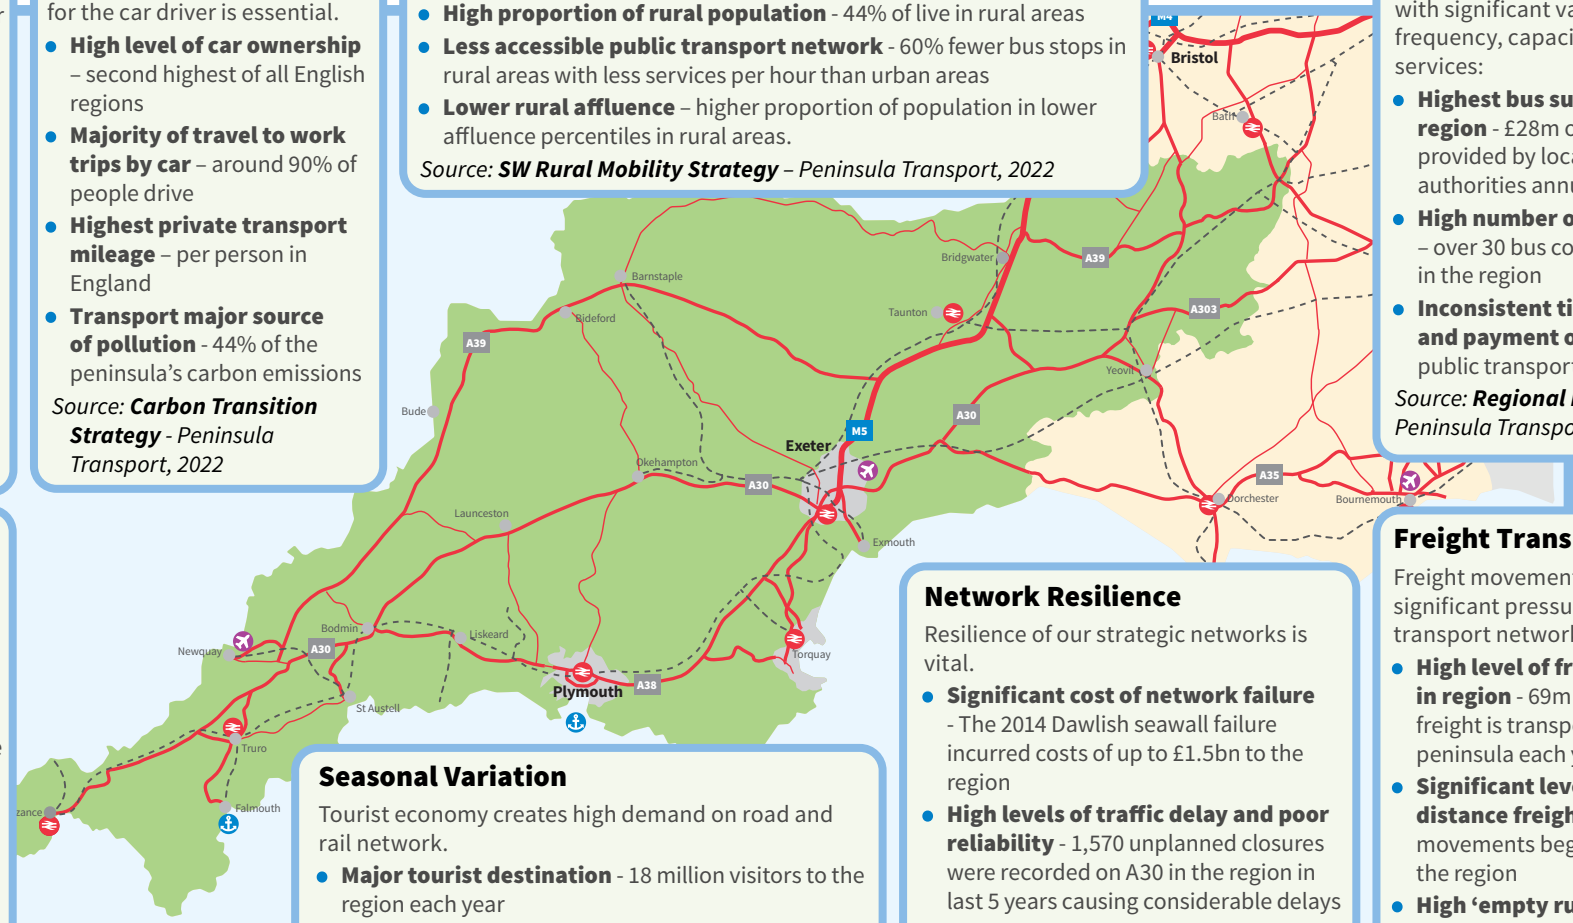 for the car driver is essential.
High level of car ownership
– second highest of all English
regions
Majority of travel to work
trips by car – around 90% of
people drive
Highest private transport
mileage – per person in
England
Transport major source
of pollution - 44% of the
peninsula’s carbon emissions
Source: Carbon Transition
Strategy - Peninsula
Transport, 2022
High proportion of rural population - 44% of live in rural areas
Less accessible public transport network - 60% fewer bus stops in
rural areas with less services per hour than urban areas
Lower rural affluence – higher proportion of population in lower
affluence percentiles in rural areas.
Source: SW Rural Mobility Strategy – Peninsula Transport, 2022
with significant va
frequency, capaci
services:
Highest bus su
region - £28m o
provided by loca
authorities annu
High number o
– over 30 bus co
in the region
Inconsistent ti
and payment o
public transport
Source: Regional
Peninsula Transpo
M4
Bristol
Bath
Barnstaple
Bridgwater
A39
Bideford
Taunton
A303
A39
Yeovil
Bude
A30
M5
Exeter
Okehampton
A30
A35
Dorchester
Bournemouth
Launceston
Exmouth
Bodmin
Liskeard
Newquay
A30
Torquay
Plymouth
A38
St Austell
Truro
Falmouth
zance
Seasonal Variation
Tourist economy creates high demand on road and
rail network.
Major tourist destination - 18 million visitors to the
region each year
Network Resilience
Resilience of our strategic networks is
vital.
Significant cost of network failure
- The 2014 Dawlish seawall failure
incurred costs of up to £1.5bn to the
region
High levels of traffic delay and poor
reliability - 1,570 unplanned closures
were recorded on A30 in the region in
last 5 years causing considerable delays
Freight Trans
Freight movemen
significant pressu
transport network
High level of fr
in region - 69m
freight is transp
peninsula each y
Significant leve
distance freigh
movements beg
the region
High ‘empty ru